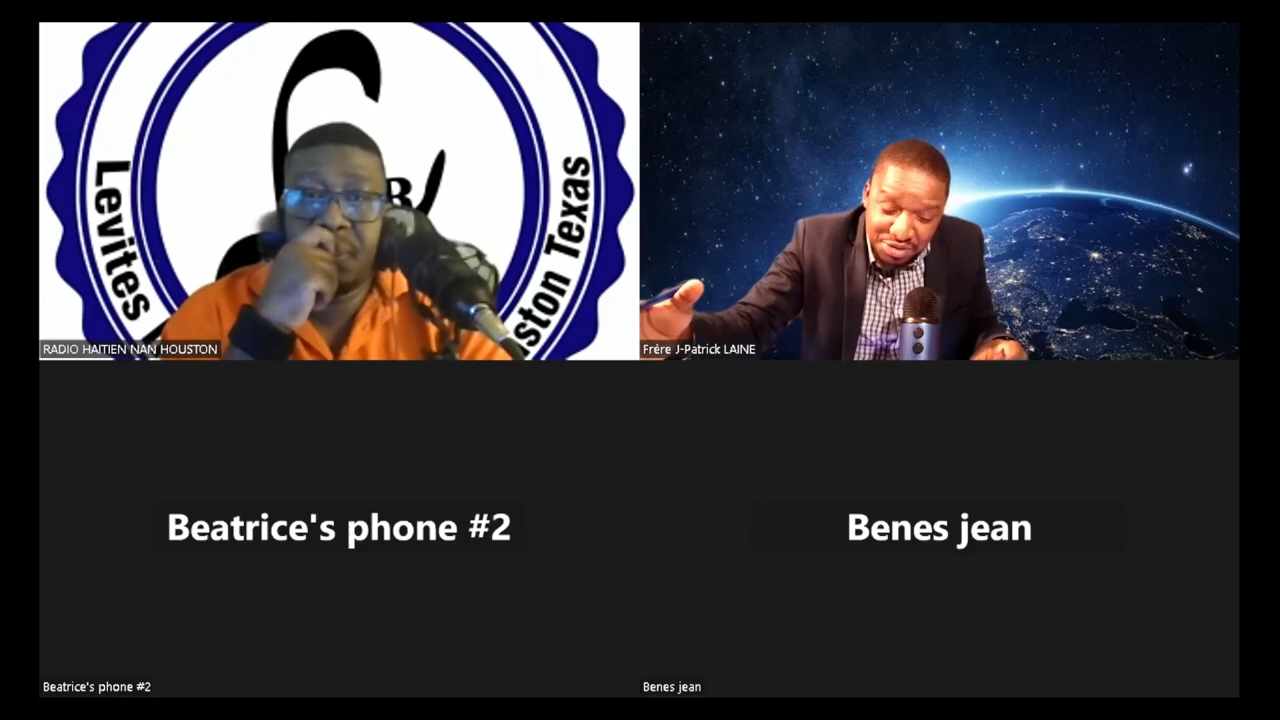 Levites
ston Texas
RADIO HAITIEN NAN HOUSTON
Frère J-Patrick LAINE
Beatrice's phone #2
Benes jean
Beatrice's phone #2
Benes jean